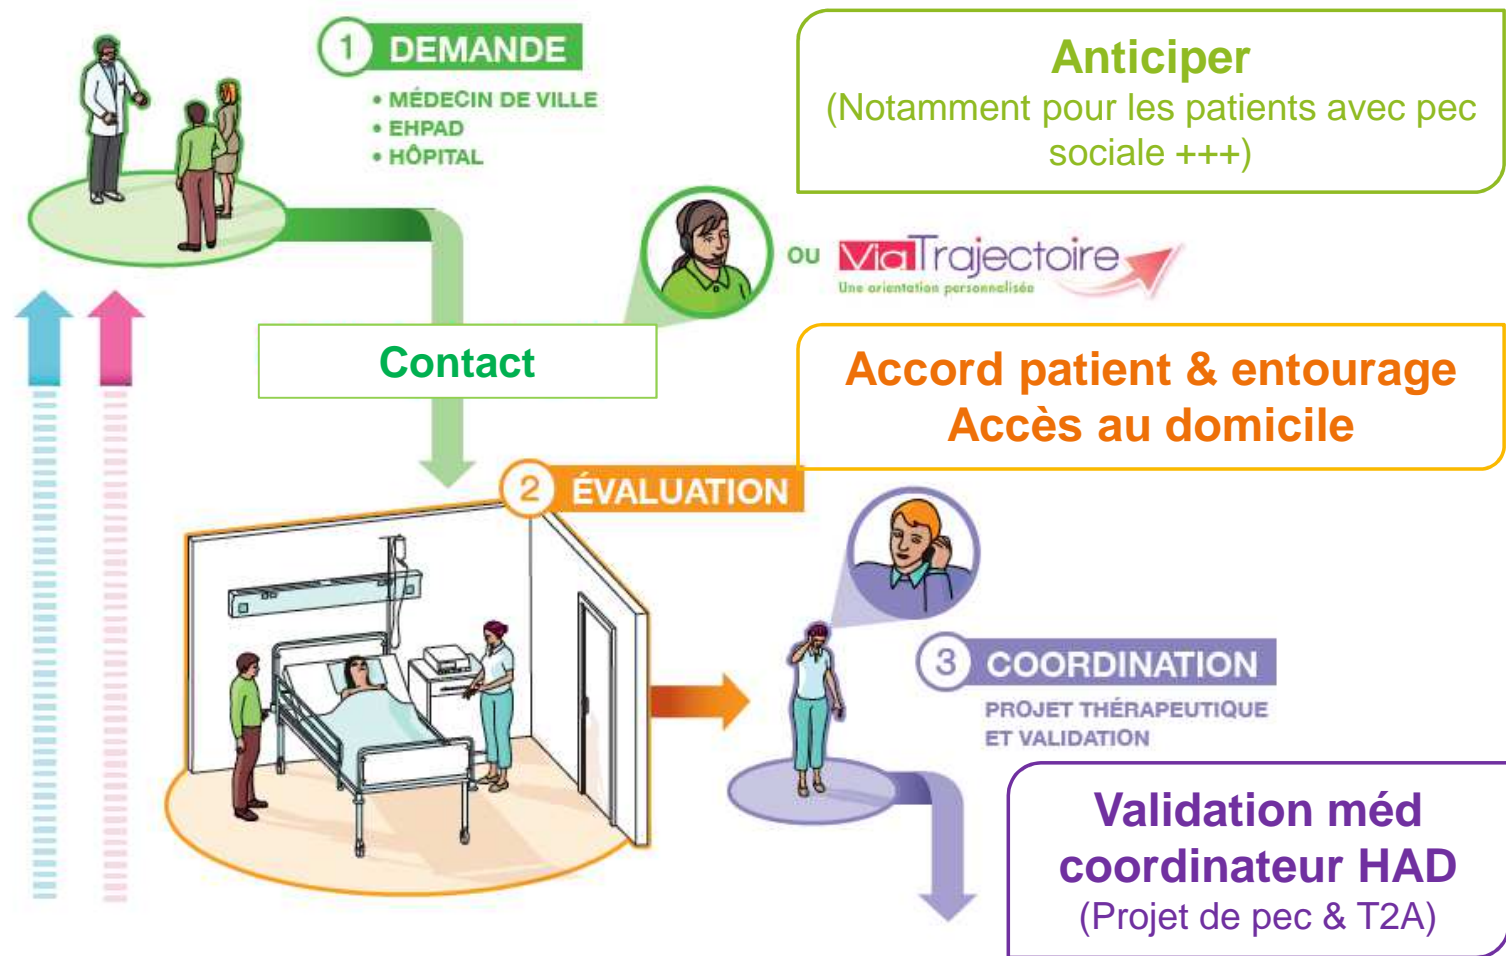 1 DEMANDE
• MÉDECIN DE VILLE
• EHPAD
• HÔPITAL
Anticiper
(Notamment pour les patients avec pec
sociale +++)
OU ViaTrajectoire
Une orientation personnalisée
Contact
Accord patient & entourage
Accès au domicile
2 ÉVALUATION
3 COORDINATION
PROJET THÉRAPEUTIQUE
ET VALIDATION
Validation méd
coordinateur HAD
(Projet de pec & T2A)